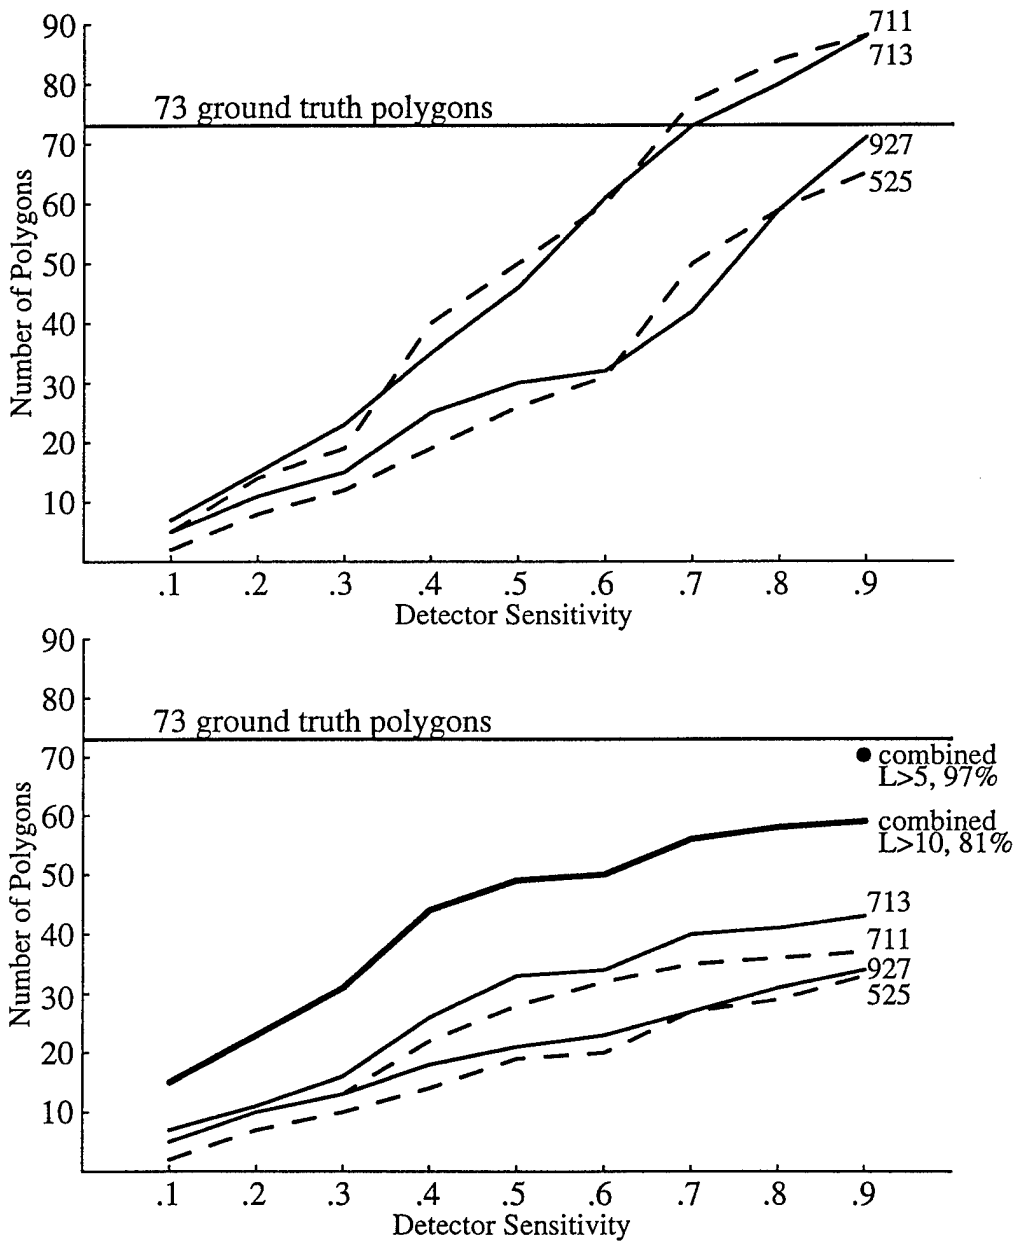 90
711
713
80
73 ground truth polygons
70
927
525
60
50
40
30
20
10
Number of Polygons
.1 .2 .3 .4 .5 .6 .7 .8 .9
Detector Sensitivity
90
80
73 ground truth polygons
70
combined
L>5, 97%
60
combined
L>10, 81%
50
713
40
711
927
30
525
20
10
Number of Polygons
.1 .2 .3 .4 .5 .6 .7 .8 .9
Detector Sensitivity